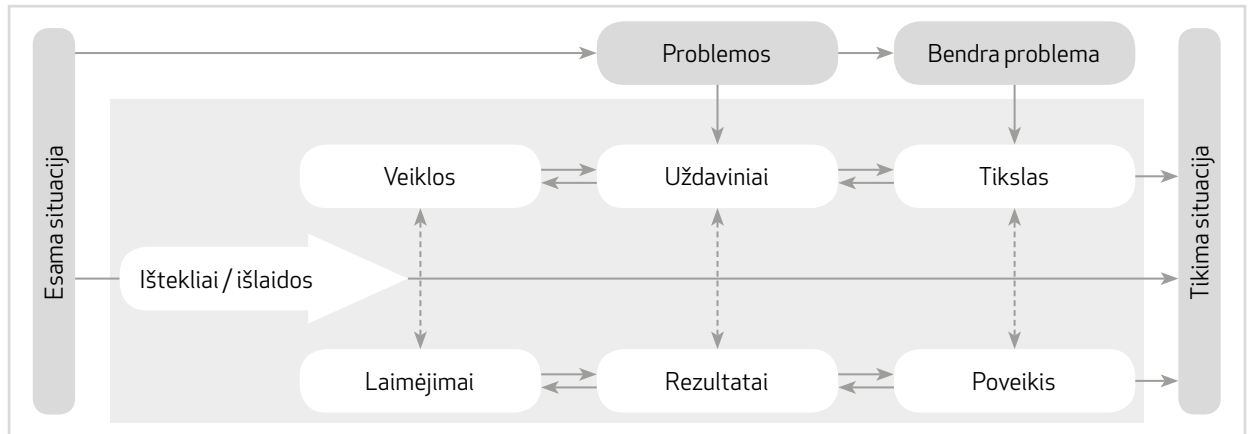 Esama situacija
Problemos
Bendra problema
Tikima situacija
Veiklos
Uždaviniai
Tikslas
Ištekliai / išlaidos
Laimėjimai
Rezultatai
Poveikis